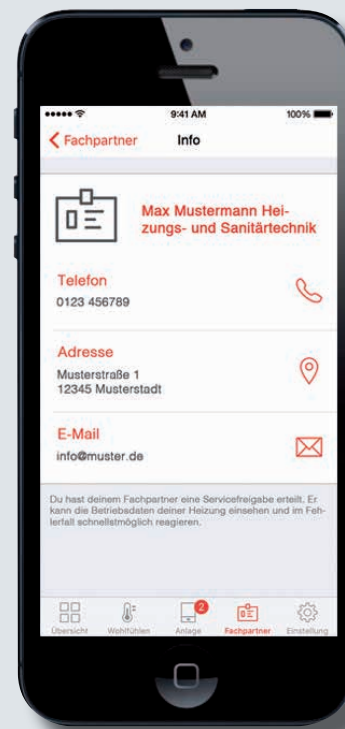 9:41 AM 100%
Fachpartner Info
Max Mustermann Hei-
zungs- und Sanitärtechnik
Telefon
0123 456789
Adresse
Musterstraße 1
12345 Musterstadt
E-Mail
info@muster.de
Du hast deinem Fachpartner eine Servicefreigabe erteilt. Er
kann die Betriebsdaten deiner Heizung einsehen und im Feh-
lerfall schnellstmöglich reagieren.
2
Übersicht Wohlfühlen Anlage Fachpartner Einstellung